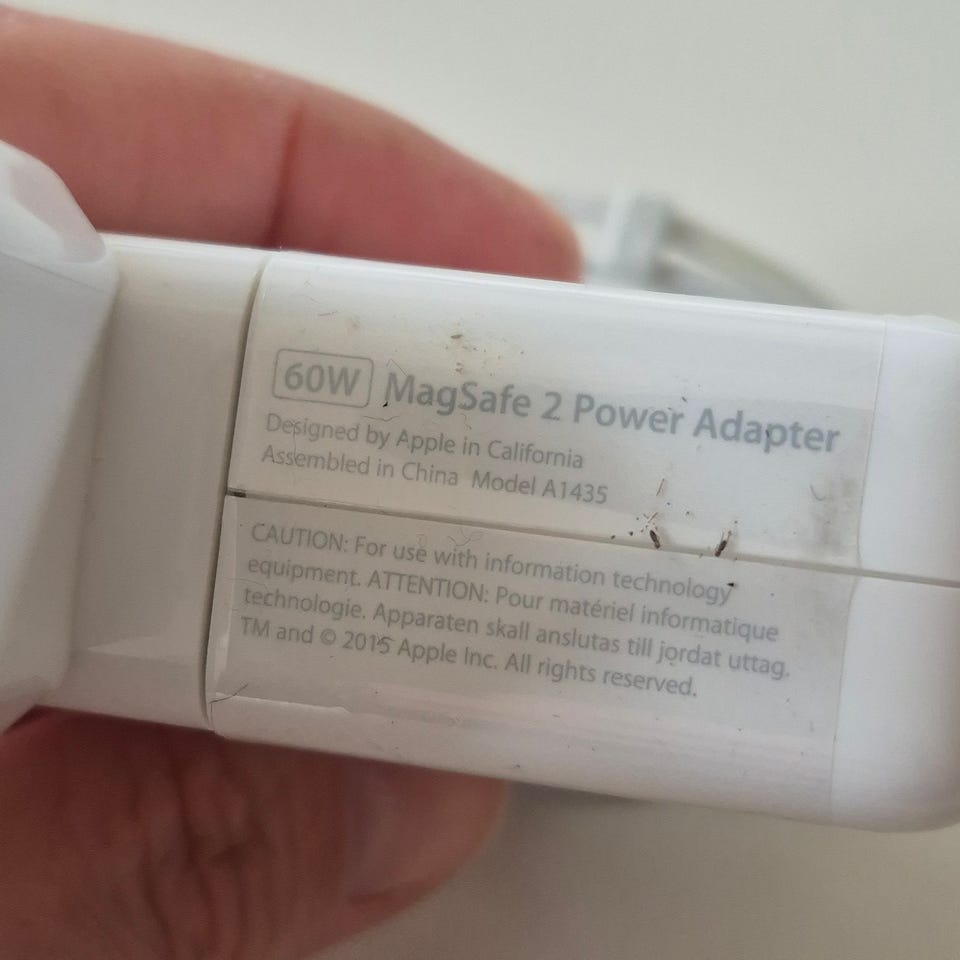 60W MagSafe 2 Power Adapter
Designed by Apple in California
Assembled in China Model A1435
CAUTION: For use with information technology
equipment. ATTENTION: Pour matériel informatique
technologie. Apparaten skall anslutas till jordat uttag.
TM and © 2015 Apple Inc. All rights reserved.